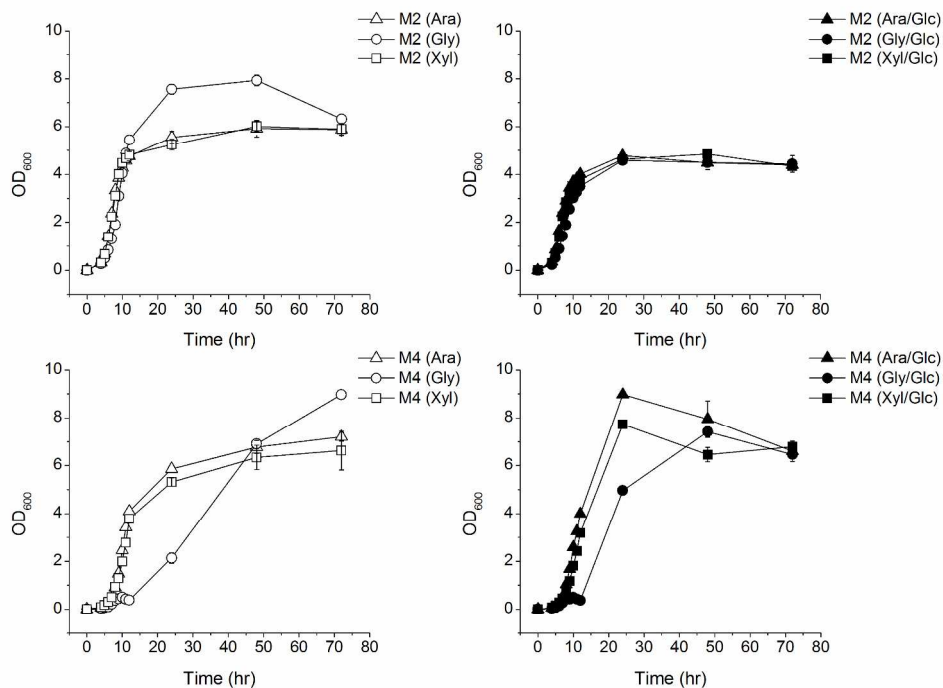 M2 (Ara)
M2 (Gly)
M2 (Xyl)
10
8
6
4
2
0
OD600
0 10 20 30 40 50 60 70 80
Time (hr)
M2 (Ara/Glc)
M2 (Gly/Glc)
M2 (Xyl/Glc)
10
8
6
4
2
0
OD600
0 10 20 30 40 50 60 70 80
Time (hr)
M4 (Ara)
M4 (Gly)
M4 (Xyl)
10
8
6
4
2
0
OD600
0 10 20 30 40 50 60 70 80
Time (hr)
M4 (Ara/Glc)
M4 (Gly/Glc)
M4 (Xyl/Glc)
10
8
6
4
2
0
OD600
0 10 20 30 40 50 60 70 80
Time (hr)